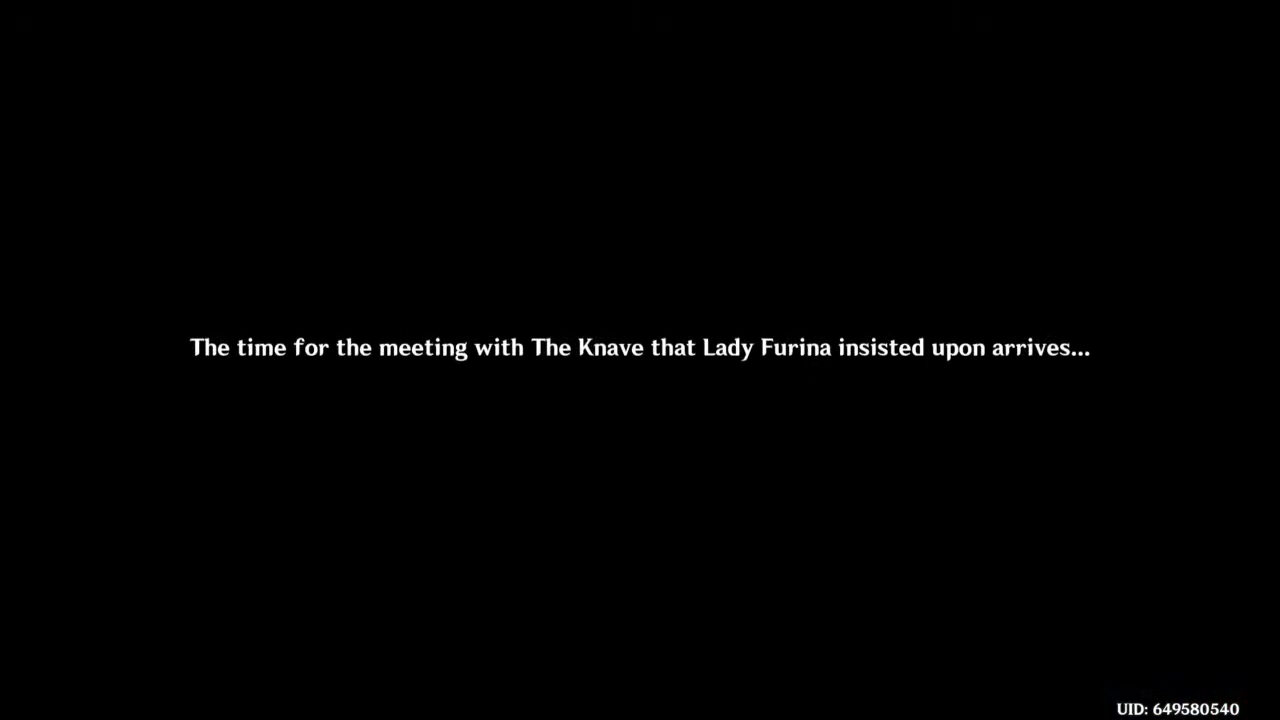 The time for the meeting with The Knave that Lady Furina insisted upon arrives...
UID: 649580540